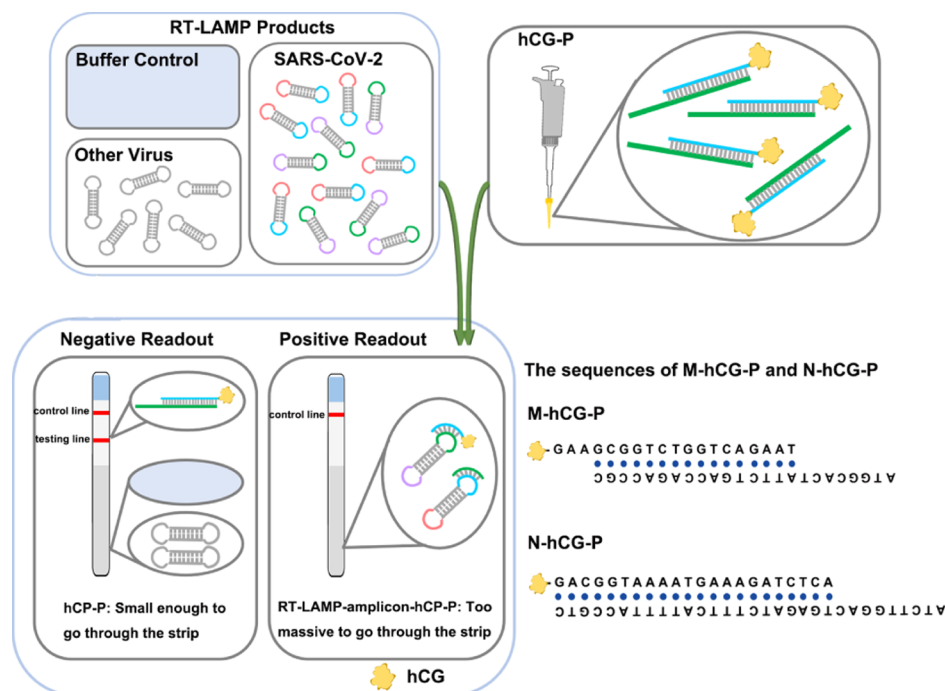 RT-LAMP Products
Buffer Control
SARS-CoV-2
Other Virus
hCG-P
Negative Readout
Positive Readout
control line
testing line
control line
hCP-P: Small enough to
go through the strip
RT-LAMP-amplicon-hCP-P: Too
massive to go through the strip
hCG
The sequences of M-hCG-P and N-hCG-P
M-hCG-P
-GAAGCGGTCTGGTCAGAAT
N-hCG-P
-GACGGTAAAATGAAAGATCTCA